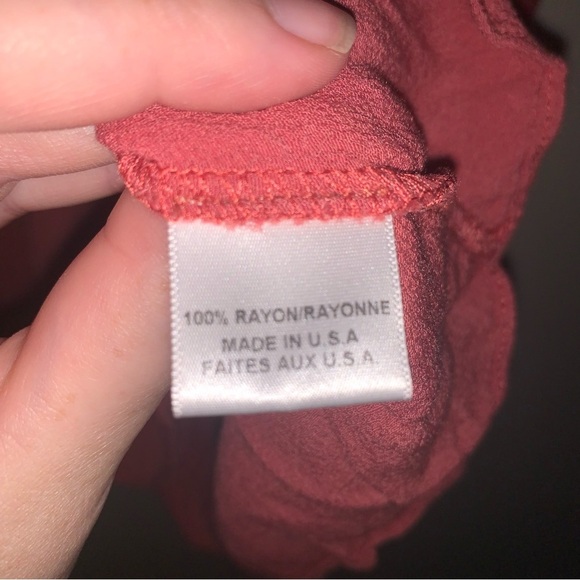 100% RAYON/RAYONNE
MADE IN U.S.A
FAITES AUX U.S.A.